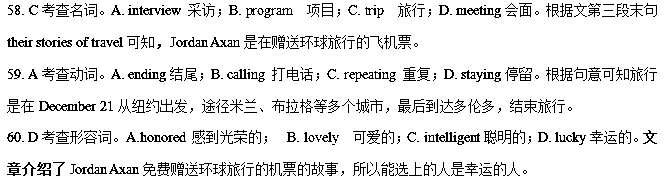 58. C 考查名词。A. interview 采访；B. program 项目；C. trip 旅行；D. meeting 会面。根据文第三段末句
their stories of travel 可知，Jordan Axan 是在赠送环球旅行的飞机票。
59. A 考查动词。A. ending 结尾；B. calling 打电话；C. repeating 重复；D. staying 停留。根据句意可知旅行
是在 December 21 从纽约出发，途径米兰、布拉格等多个城市，最后到达多伦多，结束旅行。
60. D 考查形容词。A.honored 感到光荣的； B. lovely 可爱的；C. intelligent 聪明的；D. lucky 幸运的。文
章介绍了 Jordan Axan 免费赠送环球旅行的机票的故事，所以能选上的人是幸运的人。